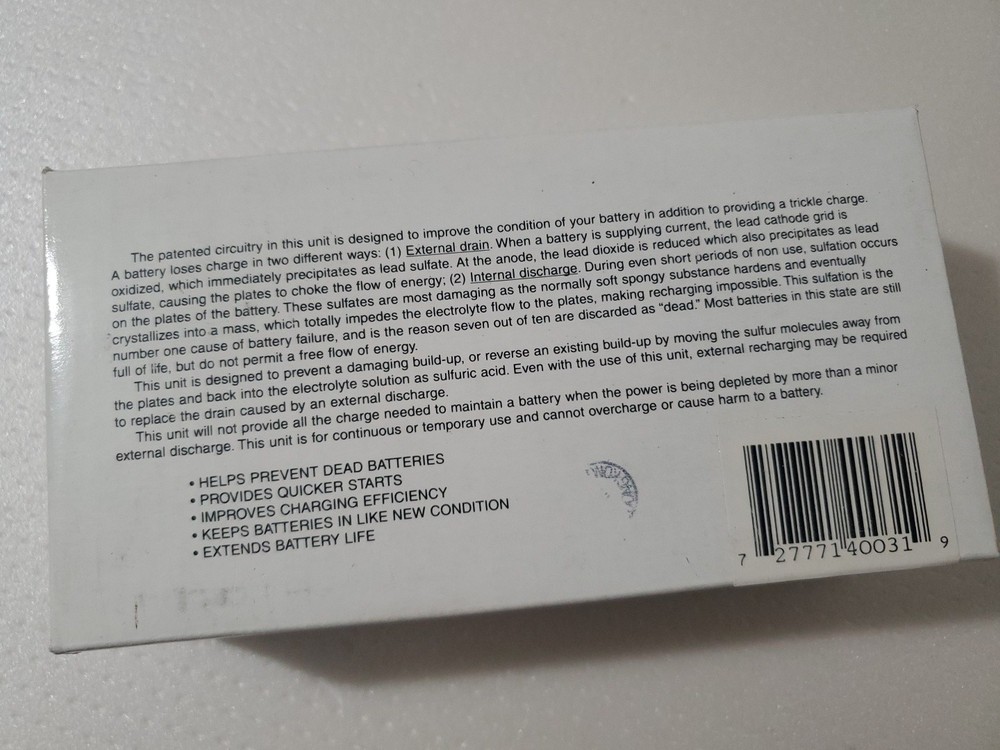 The patented circuitry in this unit is designed to improve the condition of your battery in addition to providing a trickle charge.
A battery loses charge in two different ways: (1) External drain. When a battery is supplying current, the lead cathode grid is
oxidized, which immediately precipitates as lead sulfate. At the anode, the lead dioxide is reduced which also precipitates as lead
sulfate, causing the plates to choke the flow of energy; (2) Internal discharge. During even short periods of non use, sulfation occurs
on the plates of the battery. These sulfates are most damaging as the normally soft spongy substance hardens and eventually
crystallizes into a mass, which totally impedes the electrolyte flow to the plates, making recharging impossible. This sulfation is the
number one cause of battery failure, and is the reason seven out of ten are discarded as “dead.” Most batteries in this state are still
full of life, but do not permit a free flow of energy.
This unit is designed to prevent a damaging build-up, or reverse an existing build-up by moving the sulfur molecules away from
the plates and back into the electrolyte solution as sulfuric acid. Even with the use of this unit, external recharging may be required
to replace the drain caused by an external discharge.
This unit will not provide all the charge needed to maintain a battery when the power is being depleted by more than a minor
external discharge. This unit is for continuous or temporary use and cannot overcharge or cause harm to a battery.
• HELPS PREVENT DEAD BATTERIES
• PROVIDES QUICKER STARTS
• IMPROVES CHARGING EFFICIENCY
• KEEPS BATTERIES IN LIKE NEW CONDITION
• EXTENDS BATTERY LIFE
7 27771 40031 9